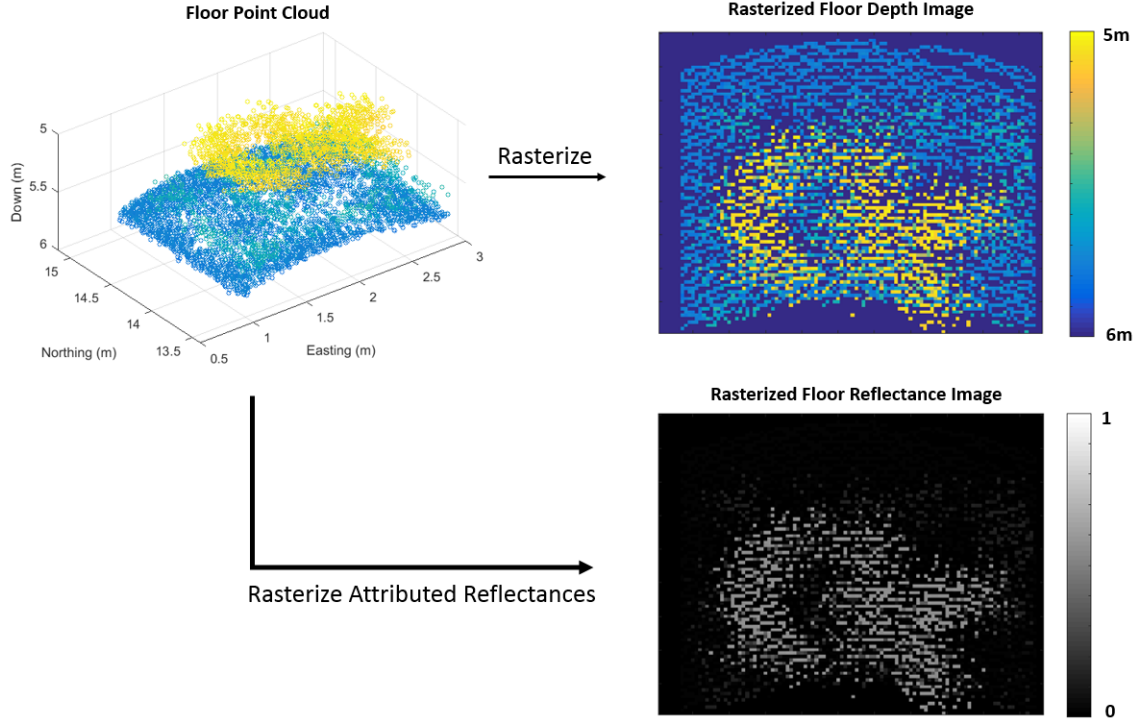 Floor Point Cloud
Rasterized Floor Depth Image
5
5.5
6
Down (m)
15
14.5
14
13.5
Northing (m)
0.5
1
1.5
2
2.5
3
Easting (m)
Rasterize
5m
6m
Rasterized Floor Reflectance Image
1
0
Rasterize Attributed Reflectances